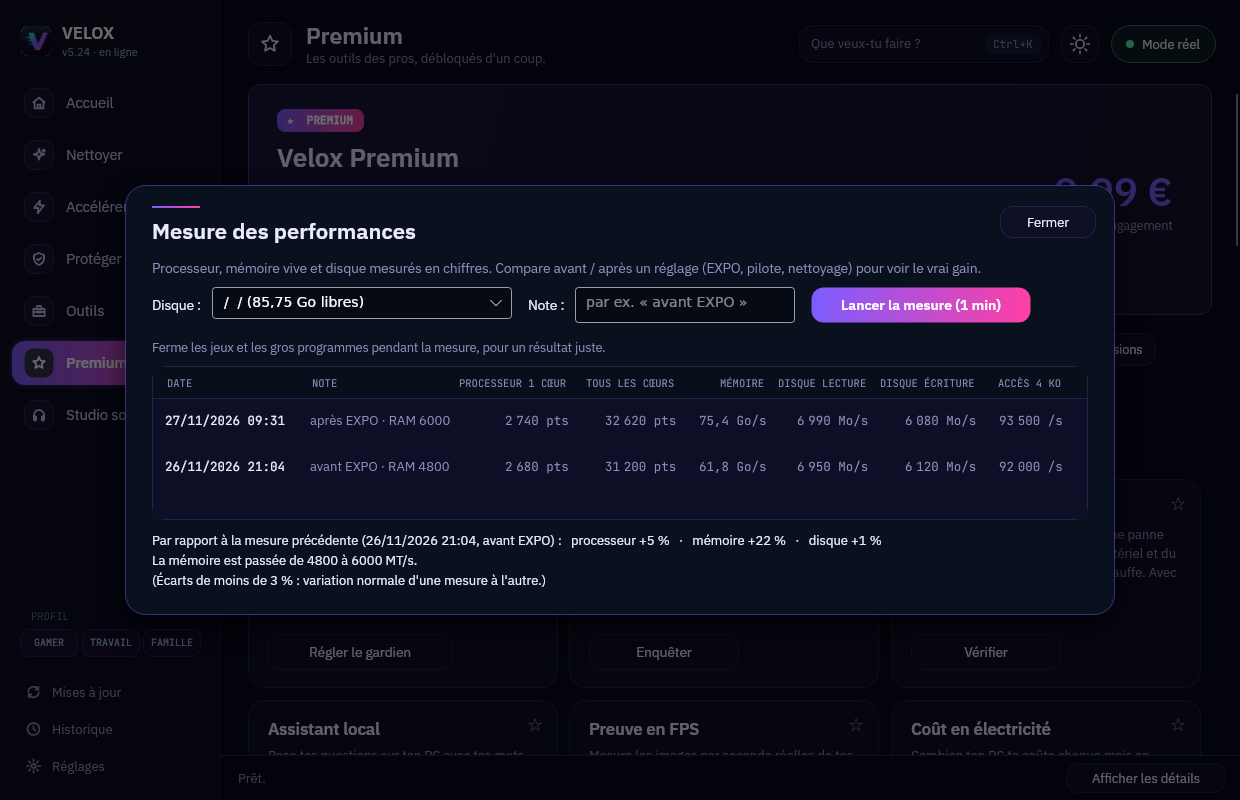 VELOX
v5.24 · en ligne
Accueil
Nettoyer
Accélérer
Protéger
Outils
Premium
Studio so
PROFIL
GAMER TRAVAIL FAMILLE
Mises à jour
Historique
Réglages
Premium
Les outils des pros, débloqués d'un coup.
Que veux-tu faire ? Ctrl+K
Mode réel
★ PREMIUM
Velox Premium
99 €
Mesure des performances
Fermer
Processeur, mémoire vive et disque mesurés en chiffres. Compare avant / après un réglage (EXPO, pilote, nettoyage) pour voir le vrai gain.
Disque : / / (85,75 Go libres) Note : par ex. « avant EXPO » Lancer la mesure (1 min)
Ferme les jeux et les gros programmes pendant la mesure, pour un résultat juste.
DATE NOTE PROCESSEUR 1 CŒUR TOUS LES CŒURS MÉMOIRE DISQUE LECTURE DISQUE ÉCRITURE ACCÈS 4 KO
27/11/2026 09:31 après EXPO · RAM 6000 2 740 pts 32 620 pts 75,4 Go/s 6 990 Mo/s 6 080 Mo/s 93 500 /s
26/11/2026 21:04 avant EXPO · RAM 4800 2 680 pts 31 200 pts 61,8 Go/s 6 950 Mo/s 6 120 Mo/s 92 000 /s
Par rapport à la mesure précédente (26/11/2026 21:04, avant EXPO) : processeur +5 % · mémoire +22 % · disque +1 %
La mémoire est passée de 4800 à 6000 MT/s.
(Écarts de moins de 3 % : variation normale d'une mesure à l'autre.)
sions
panne
tériel et du
auffe. Avec
Régler le gardien
Enquêter
Vérifier
Assistant local
Preuve en FPS
Coût en électricité
Prêt.
Afficher les détails